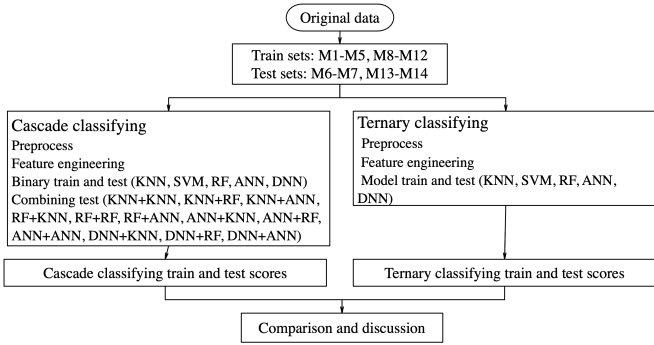 Original data
Train sets: M1-M5, M8-M12
Test sets: M6-M7, M13-M14
Cascade classifying
Preprocess
Feature engineering
Binary train and test (KNN, SVM, RF, ANN, DNN)
Combining test (KNN+KNN, KNN+RF, KNN+ANN,
RF+KNN, RF+RF, RF+ANN, ANN+KNN, ANN+RF,
ANN+ANN, DNN+KNN, DNN+RF, DNN+ANN)
Ternary classifying
Preprocess
Feature engineering
Model train and test (KNN, SVM, RF, ANN,
DNN)
Cascade classifying train and test scores
Ternary classifying train and test scores
Comparison and discussion